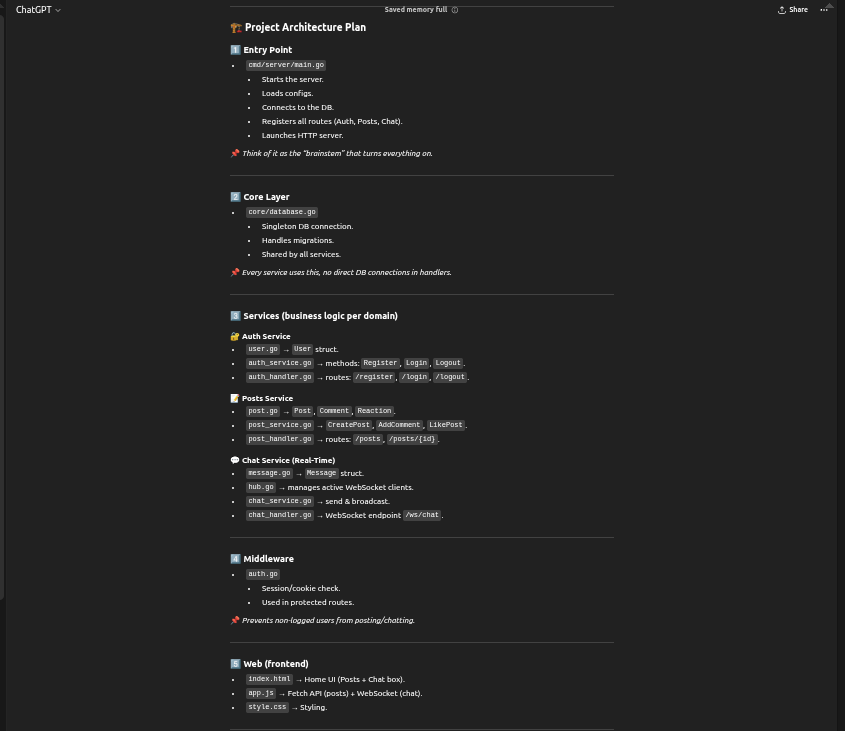 ChatGPT
Saved memory full
Share
🏗️ Project Architecture Plan
1️⃣ Entry Point
• cmd/server/main.go
• Starts the server.
• Loads configs.
• Connects to the DB.
• Registers all routes (Auth, Posts, Chat).
• Launches HTTP server.
📌 Think of it as the "brainstem" that turns everything on.
2️⃣ Core Layer
• core/database.go
• Singleton DB connection.
• Handles migrations.
• Shared by all services.
📌 Every service uses this, no direct DB connections in handlers.
3️⃣ Services (business logic per domain)
🔐 Auth Service
• user.go → User struct.
• auth_service.go → methods: Register, Login, Logout.
• auth_handler.go → routes: /register, /login, /logout.
📝 Posts Service
• post.go → Post, Comment, Reaction.
• post_service.go → CreatePost, AddComment, LikePost.
• post_handler.go → routes: /posts, /posts/{id}.
💬 Chat Service (Real-Time)
• message.go → Message struct.
• hub.go → manages active WebSocket clients.
• chat_service.go → send & broadcast.
• chat_handler.go → WebSocket endpoint /ws/chat.
4️⃣ Middleware
• auth.go
• Session/cookie check.
• Used in protected routes.
📌 Prevents non-logged users from posting/chatting.
5️⃣ Web (frontend)
• index.html → Home UI (Posts + Chat box).
• app.js → Fetch API (posts) + WebSocket (chat).
• style.css → Styling.